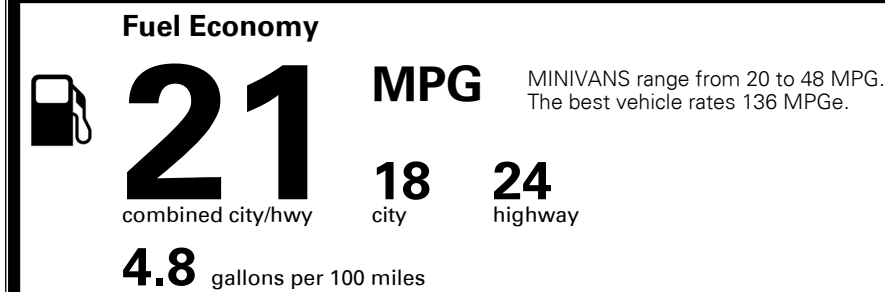 Fuel Economy
21 MPG
MINIVANS range from 20 to 48 MPG.
The best vehicle rates 136 MPGe.
combined city/hwy
18
city
24
highway
4.8 gallons per 100 miles